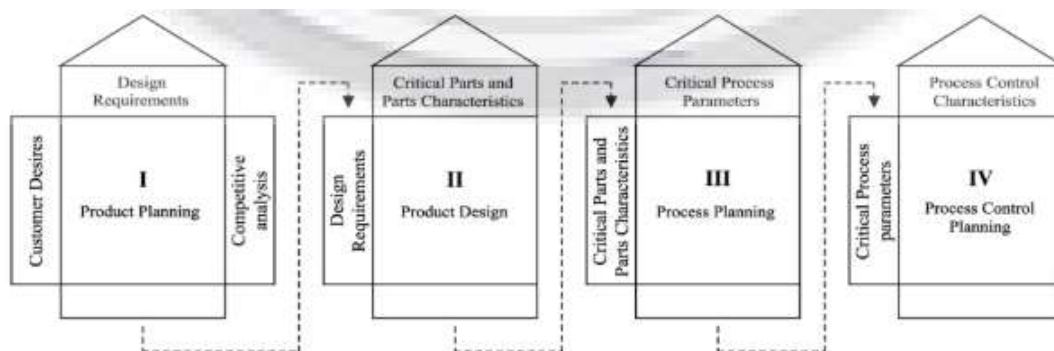 Design
Requirements
Customer Desires
I
Product Planning
Competitive
analysis
Critical Parts and
Parts Characteristics
Design
Requirements
II
Product Design
Critical Process
Parameters
Critical Parts and
Parts Characteristics
III
Process Planning
Process Control
Characteristics
Critical Process
parameters
IV
Process Control
Planning